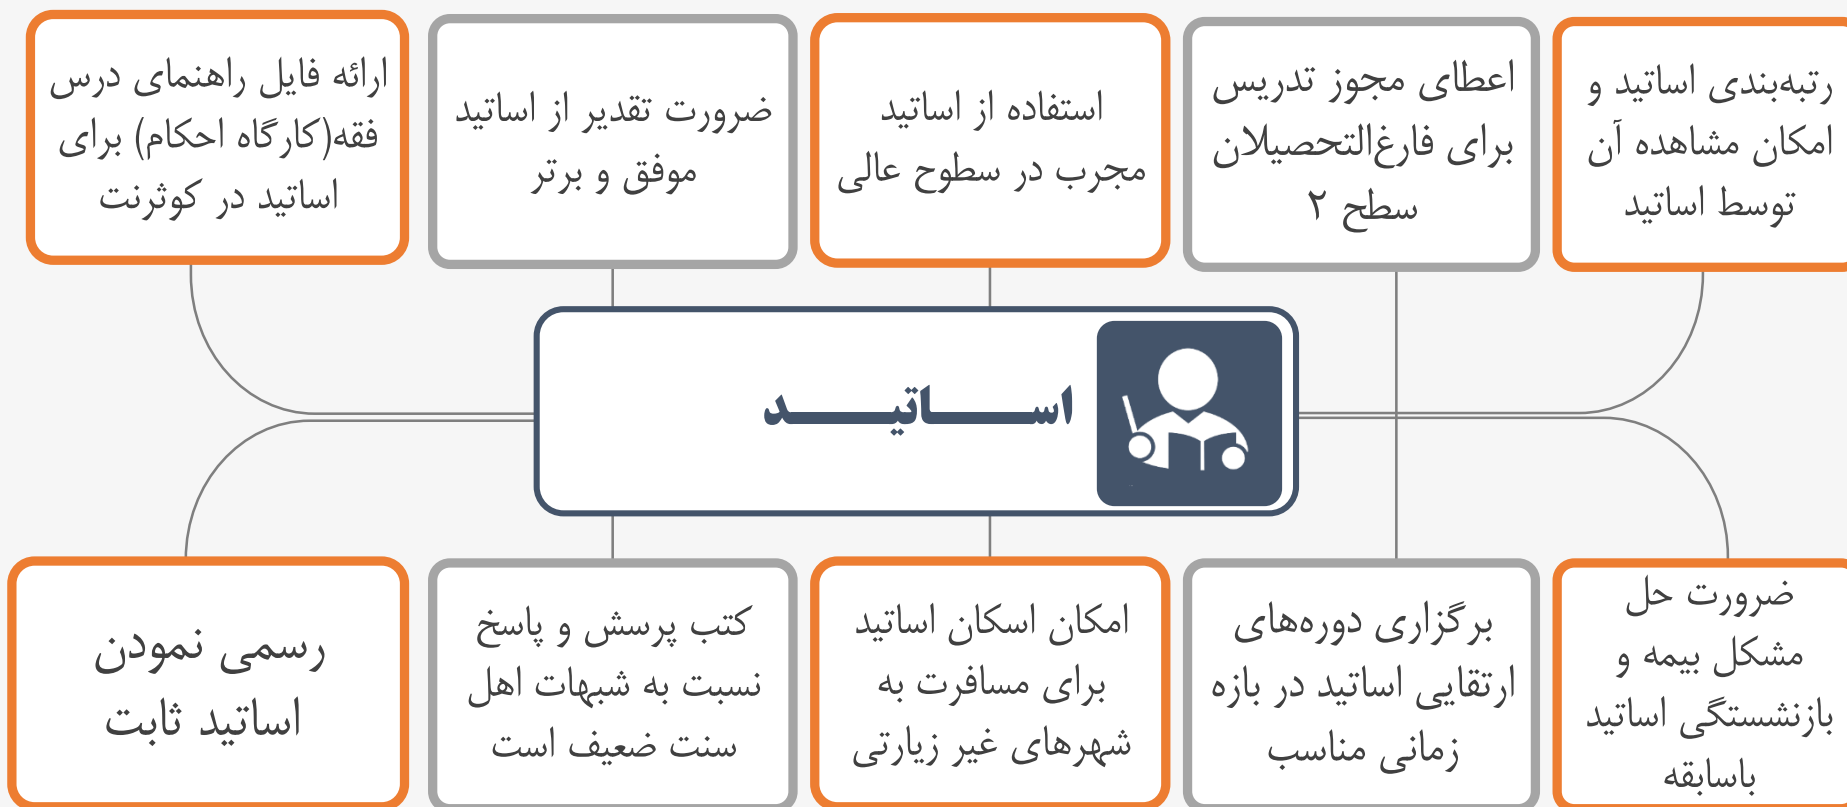 رتبه‌بندی اساتید و
امکان مشاهده آن
توسط اساتید
اعطای مجوز تدریس
برای فارغ‌التحصیلان
سطح ۲
استفاده از اساتید
مجرب در سطوح عالی
ضرورت تقدیر از اساتید
موفق و برتر
ارائه فایل راهنمای درس
فقه(کارگاه احکام) برای
اساتید در کوثرنت
اســـــاتیـــــد
ضرورت حل
مشکل بیمه و
بازنشستگی اساتید
باسابقه
برگزاری دوره‌های
ارتقایی اساتید در بازه
زمانی مناسب
امکان اسکان اساتید
برای مسافرت به
شهرهای غیر زیارتی
کتب پرسش و پاسخ
نسبت به شبهات اهل
سنت ضعیف است
رسمی نمودن
اساتید ثابت